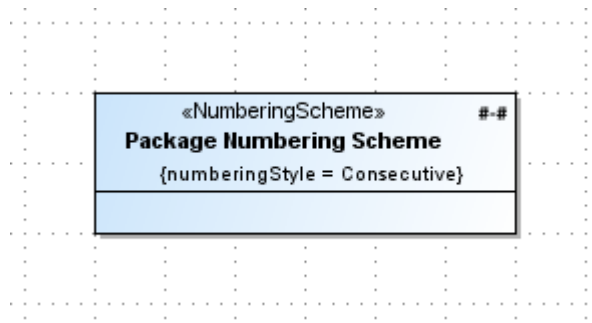 «NumberingScheme» #-#
Package Numbering Scheme
{numberingStyle = Consecutive}